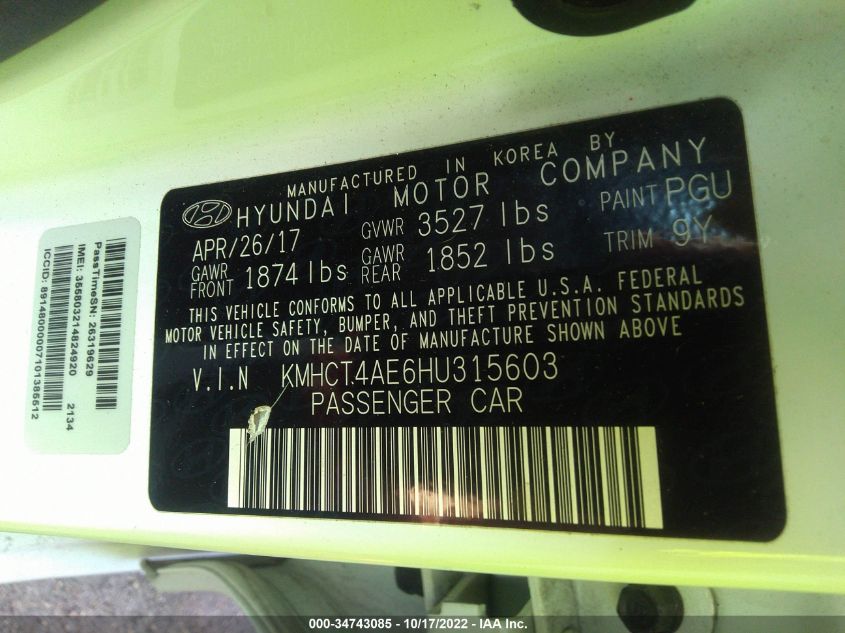 MANUFACTURED IN KOREA BY
HYUNDAI MOTOR COMPANY
APR/26/17 GVWR 3527 lbs PAINT PGU
GAWR FRONT 1874 lbs GAWR REAR 1852 lbs TRIM 9Y
THIS VEHICLE CONFORMS TO ALL APPLICABLE U.S.A. FEDERAL
MOTOR VEHICLE SAFETY, BUMPER, AND THEFT PREVENTION STANDARDS
IN EFFECT ON THE DATE OF MANUFACTURE SHOWN ABOVE
V.I.N KMHCT4AE6HU315603
PASSENGER CAR
PassTimeSN: 26319629
IMEI: 355803214824920 2134
ICCID: 89148000007101385512
000-34743085 - 10/17/2022 - IAA Inc.